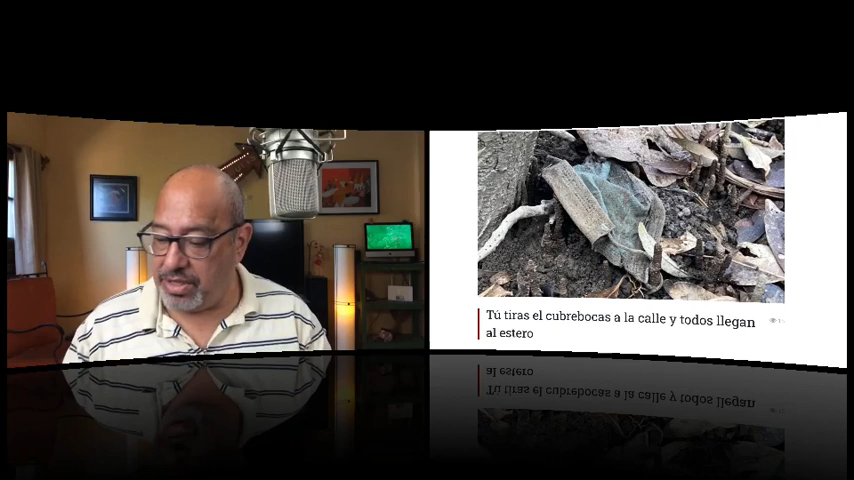 Tú tiras el cubrebocas a la calle y todos llegan
al estero